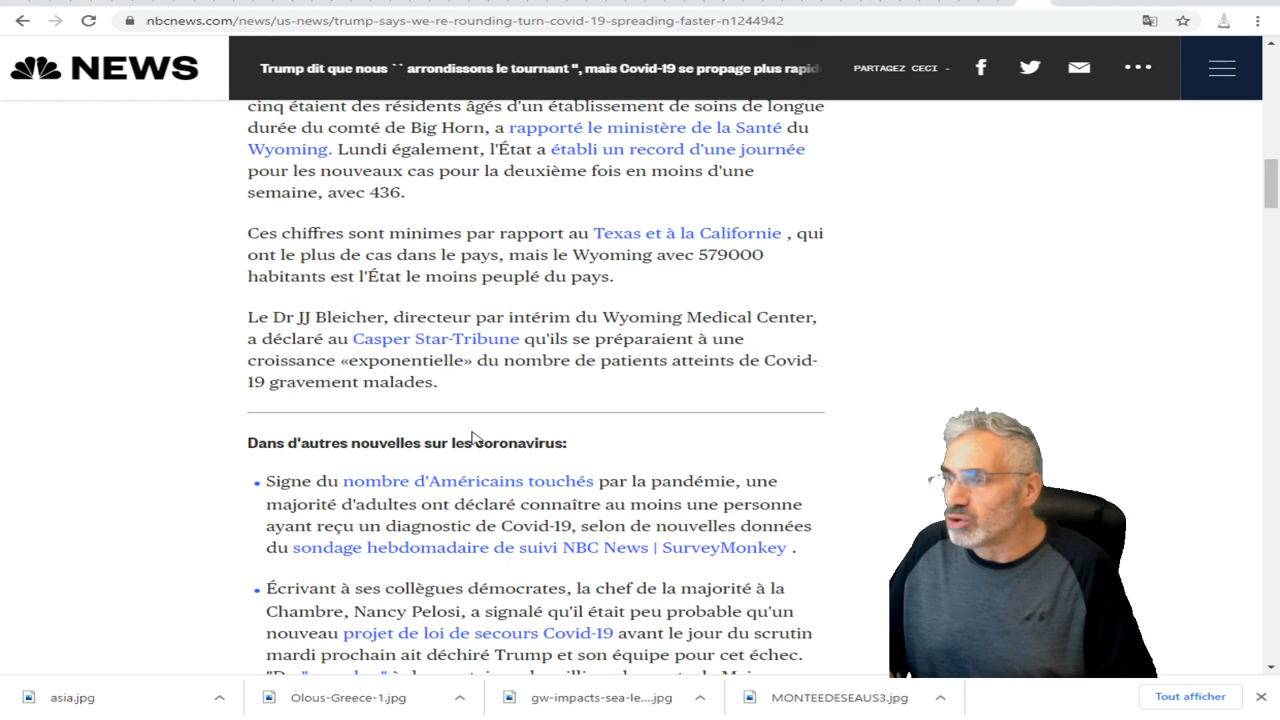 nbcnews.com/news/us-news/trump-says-we-re-rounding-turn-covid-19-spreading-faster-n1244942
NEWS
Trump dit que nous `` arrondissons le tournant ", mais Covid-19 se propage plus rapid
PARTAGEZ CECI -
cinq étaient des résidents âgés d'un établissement de soins de longue
durée du comté de Big Horn, a rapporté le ministère de la Santé du
Wyoming. Lundi également, l'État a établi un record d'une journée
pour les nouveaux cas pour la deuxième fois en moins d'une
semaine, avec 436.
Ces chiffres sont minimes par rapport au Texas et à la Californie , qui
ont le plus de cas dans le pays, mais le Wyoming avec 579000
habitants est l'État le moins peuplé du pays.
Le Dr JJ Bleicher, directeur par intérim du Wyoming Medical Center,
a déclaré au Casper Star-Tribune qu'ils se préparaient à une
croissance «exponentielle» du nombre de patients atteints de Covid-
19 gravement malades.
Dans d'autres nouvelles sur les coronavirus:
• Signe du nombre d'Américains touchés par la pandémie, une
majorité d'adultes ont déclaré connaître au moins une personne
ayant reçu un diagnostic de Covid-19, selon de nouvelles données
du sondage hebdomadaire de suivi NBC News | SurveyMonkey .
• Écrivant à ses collègues démocrates, la chef de la majorité à la
Chambre, Nancy Pelosi, a signalé qu'il était peu probable qu'un
nouveau projet de loi de secours Covid-19 avant le jour du scrutin
mardi prochain ait déchiré Trump et son équipe pour cet échec.
asia.jpg
Olous-Greece-1.jpg
gw-impacts-sea-le....jpg
MONTEEDESEAUS3.jpg
Tout afficher